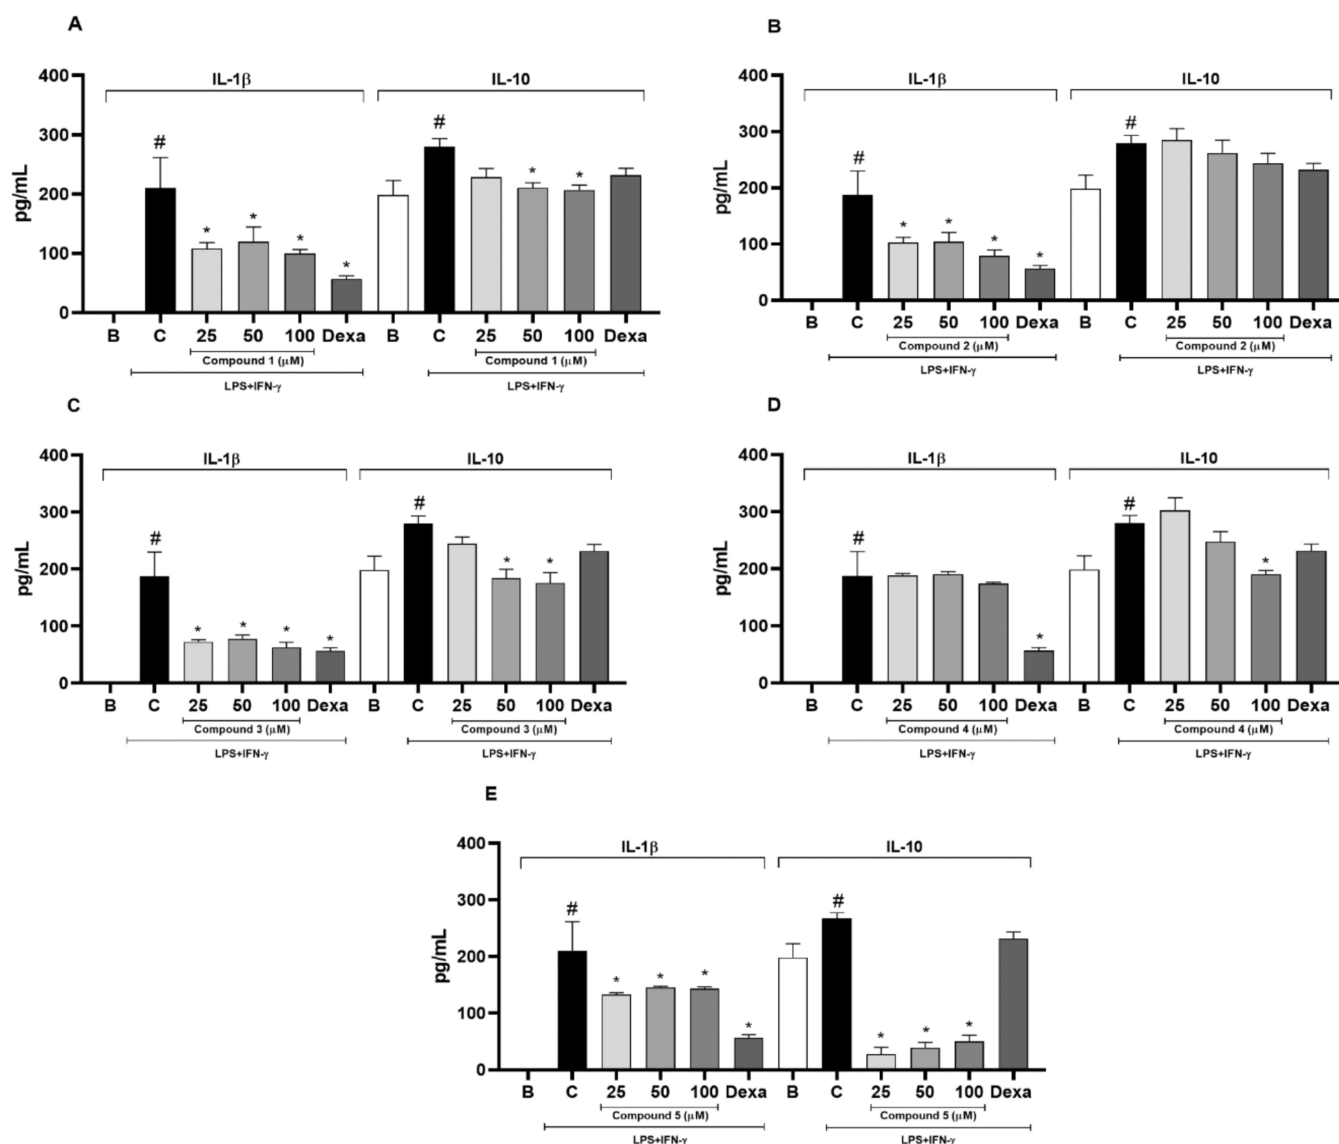 A
IL-1β IL-10
400
300
200
100
0
pg/mL
# * * * * # * *
B C 25 50 100 Dexa B C 25 50 100 Dexa
Compound 1 (μM) Compound 1 (μM)
LPS+IFN-γ LPS+IFN-γ
B
IL-1β IL-10
400
300
200
100
0
pg/mL
# * * * * #
B C 25 50 100 Dexa B C 25 50 100 Dexa
Compound 2 (μM) Compound 2 (μM)
LPS+IFN-γ LPS+IFN-γ
C
IL-1β IL-10
400
300
200
100
0
pg/mL
# * * * * # * *
B C 25 50 100 Dexa B C 25 50 100 Dexa
Compound 3 (μM) Compound 3 (μM)
LPS+IFN-γ LPS+IFN-γ
D
IL-1β IL-10
400
300
200
100
0
pg/mL
# * # *
B C 25 50 100 Dexa B C 25 50 100 Dexa
Compound 4 (μM) Compound 4 (μM)
LPS+IFN-γ LPS+IFN-γ
E
IL-1β IL-10
400
300
200
100
0
pg/mL
# * * * * # * * *
B C 25 50 100 Dexa B C 25 50 100 Dexa
Compound 5 (μM) Compound 5 (μM)
LPS+IFN-γ LPS+IFN-γ